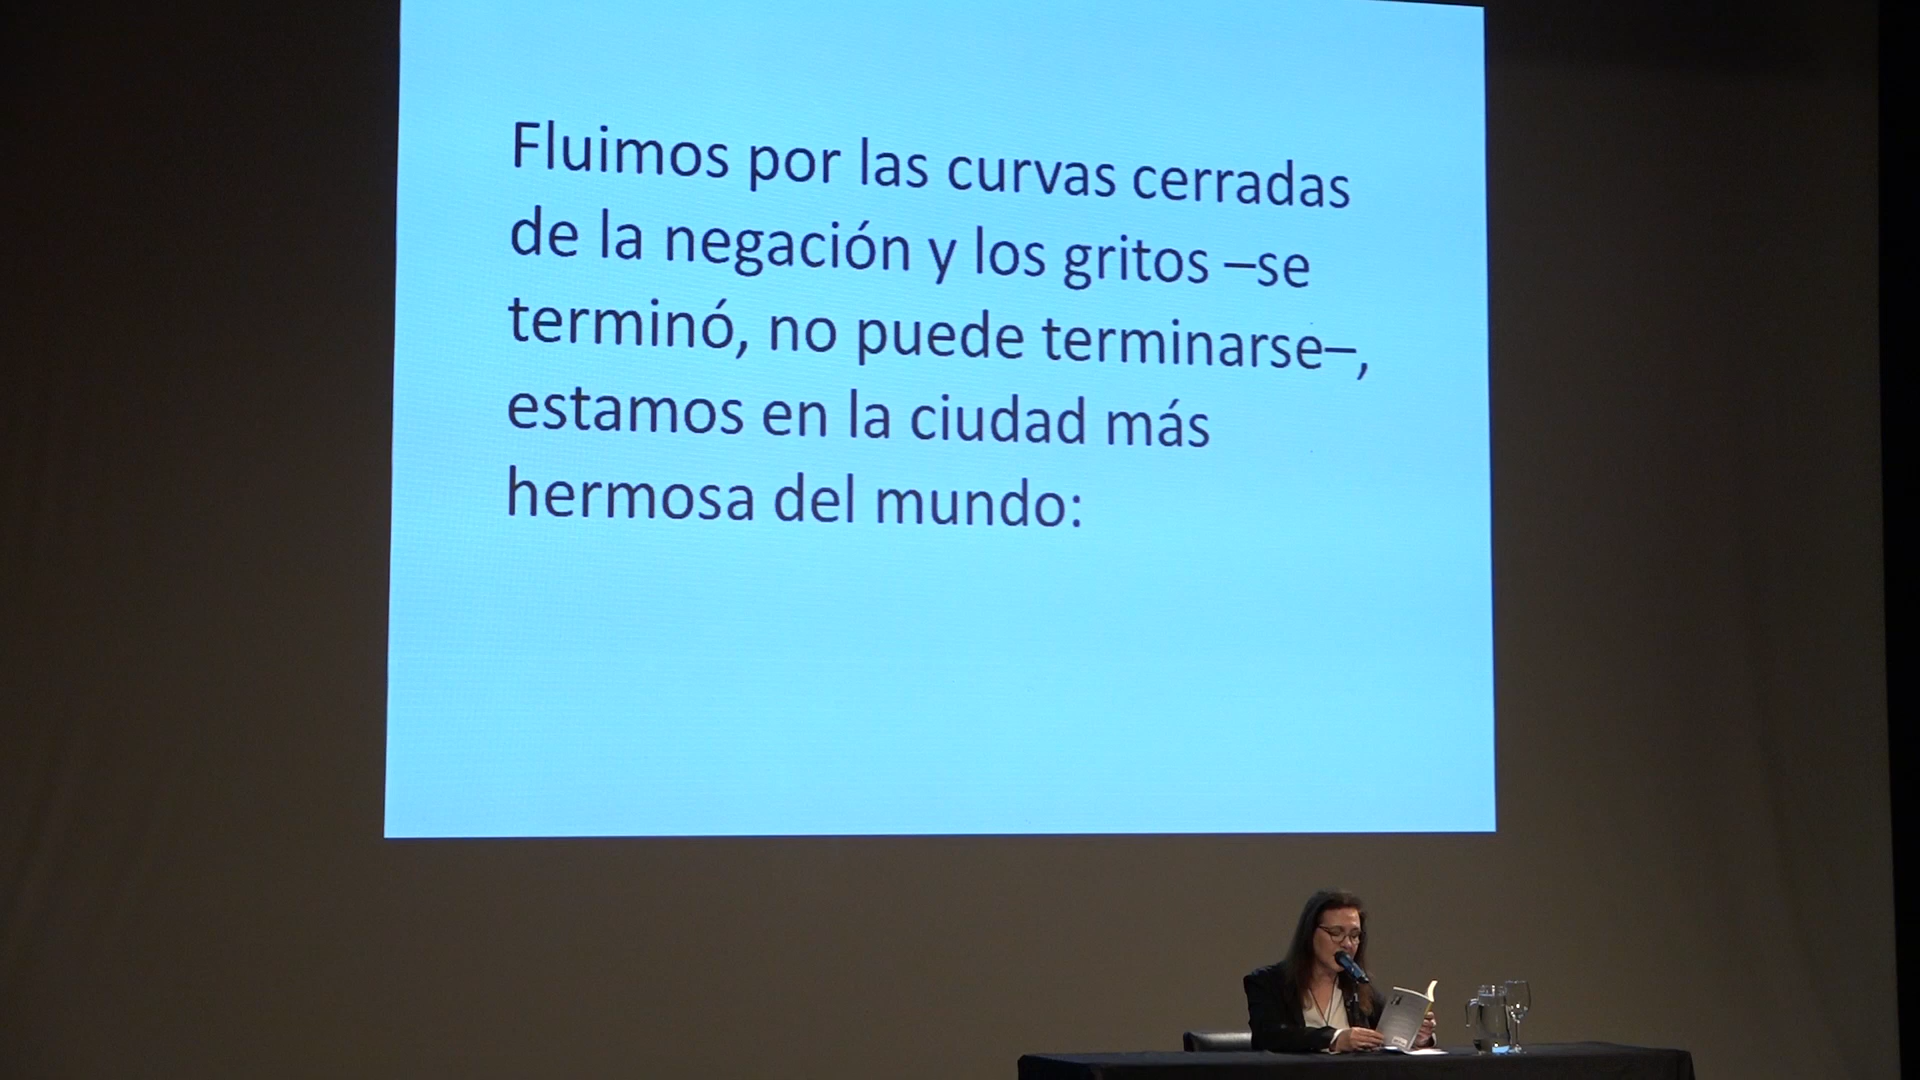 Fluimos por las curvas cerradas
de la negación y los gritos –se
terminó, no puede terminarse–,
estamos en la ciudad más
hermosa del mundo: